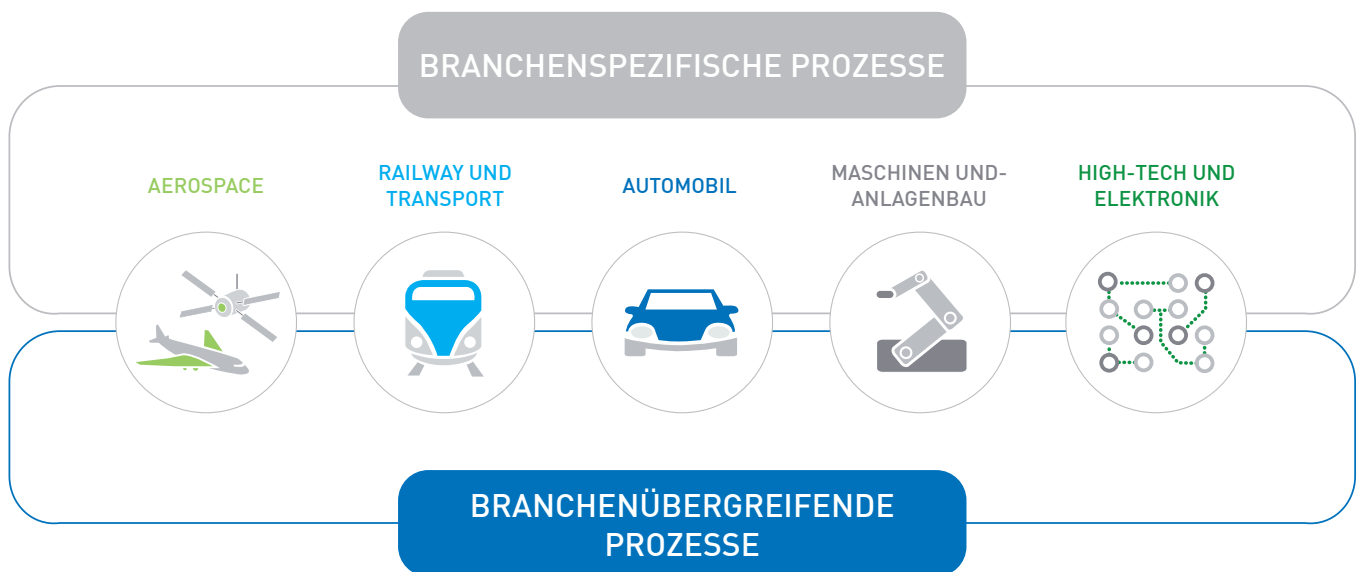 BRANCHENSPEZIFISCHE PROZESSE
AEROSPACE
RAILWAY UND
TRANSPORT
AUTOMOBIL
MASCHINEN UND-
ANLAGENBAU
HIGH-TECH UND
ELEKTRONIK
BRANCHENÜBERGREIFENDE
PROZESSE